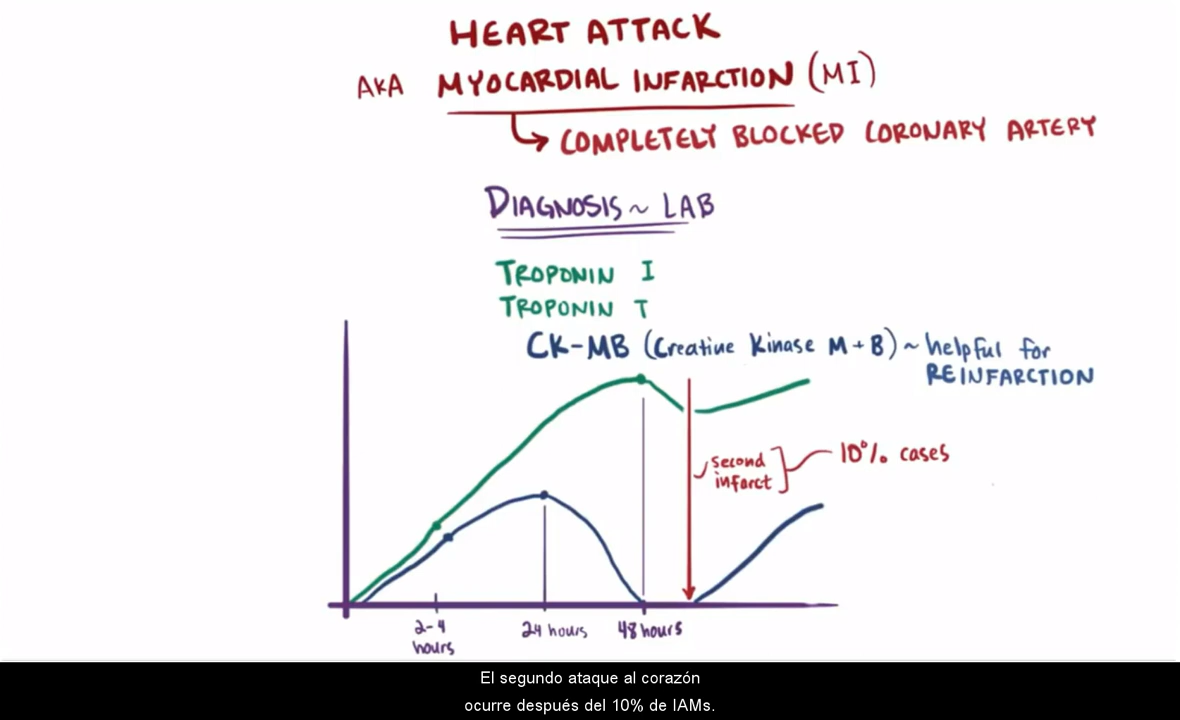 HEART ATTACK
AKA MYOCARDIAL INFARCTION (MI)
COMPLETELY BLOCKED CORONARY ARTERY
DIAGNOSIS ~ LAB
TROPONIN I
TROPONIN T
CK-MB (Creatine Kinase M + B) ~ helpful for
REINFARCTION
second
infarct
10% cases
2-4
hours
24 hours
48 hours
El segundo ataque al corazón
ocurre después del 10% de IAMs.